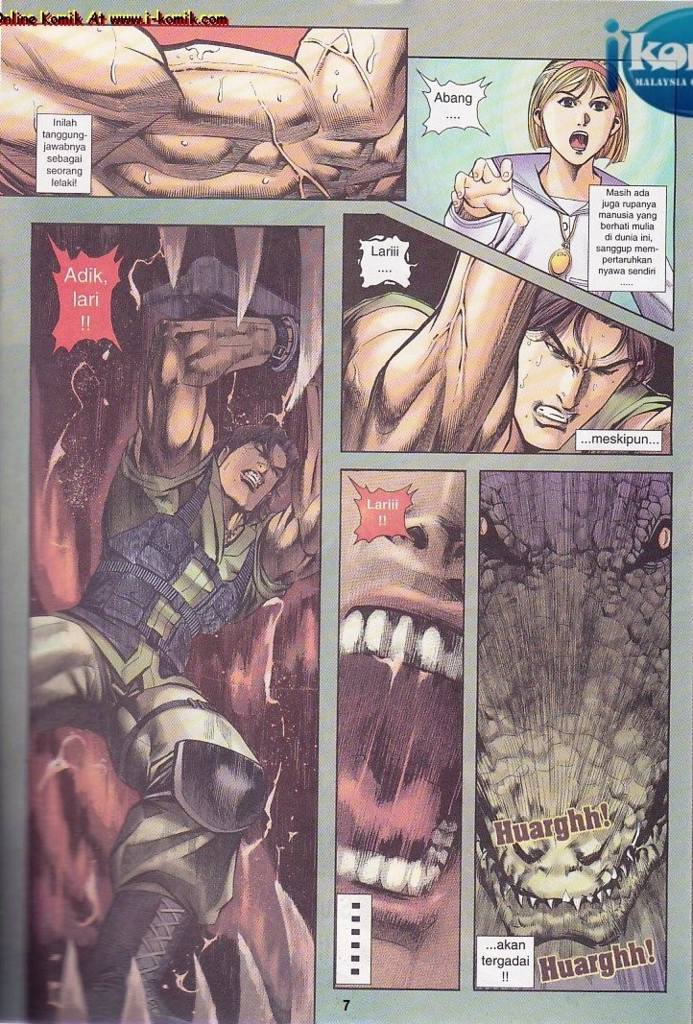 Online Komik At www.i-komik.com
iko
MALAYSIA
Inilah
tanggung-
jawabnya
sebagai
seorang
lelaki!
Abang
....
Masih ada
juga rupanya
manusia yang
berhati mulia
di dunia ini,
sanggup mem-
pertaruhkan
nyawa sendiri
.....
Adik,
lari
!!
Lariii
....
...meskipun...
Lariii
!!
Huarghh!
...akan
tergadai
!!
Huarghh!
7